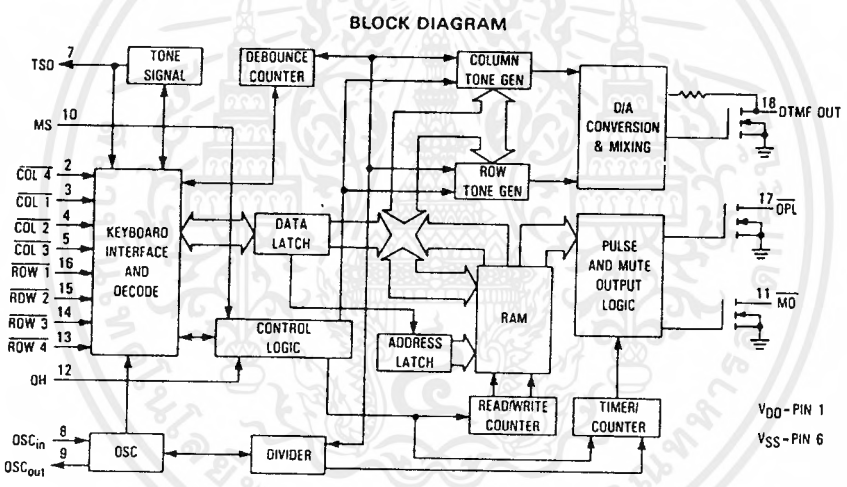 BLOCK DIAGRAM
TSO 7
TONE SIGNAL
DEBOUNCE COUNTER
COLUMN TONE GEN
D/A CONVERSION & MIXING
18 DTMF OUT
MS 10
COL 4 2
COL 1 3
COL 2 4
COL 3 5
ROW 1 16
ROW 2 15
ROW 3 14
ROW 4 13
OH 12
KEYBOARD INTERFACE AND DECODE
DATA LATCH
ROW TONE GEN
17 OPL
PULSE AND MUTE OUTPUT LOGIC
11 MO
CONTROL LOGIC
ADDRESS LATCH
RAM
READ/WRITE COUNTER
TIMER/ COUNTER
VDD-PIN 1
VSS-PIN 6
OSCin 8
OSCout 9
OSC
DIVIDER